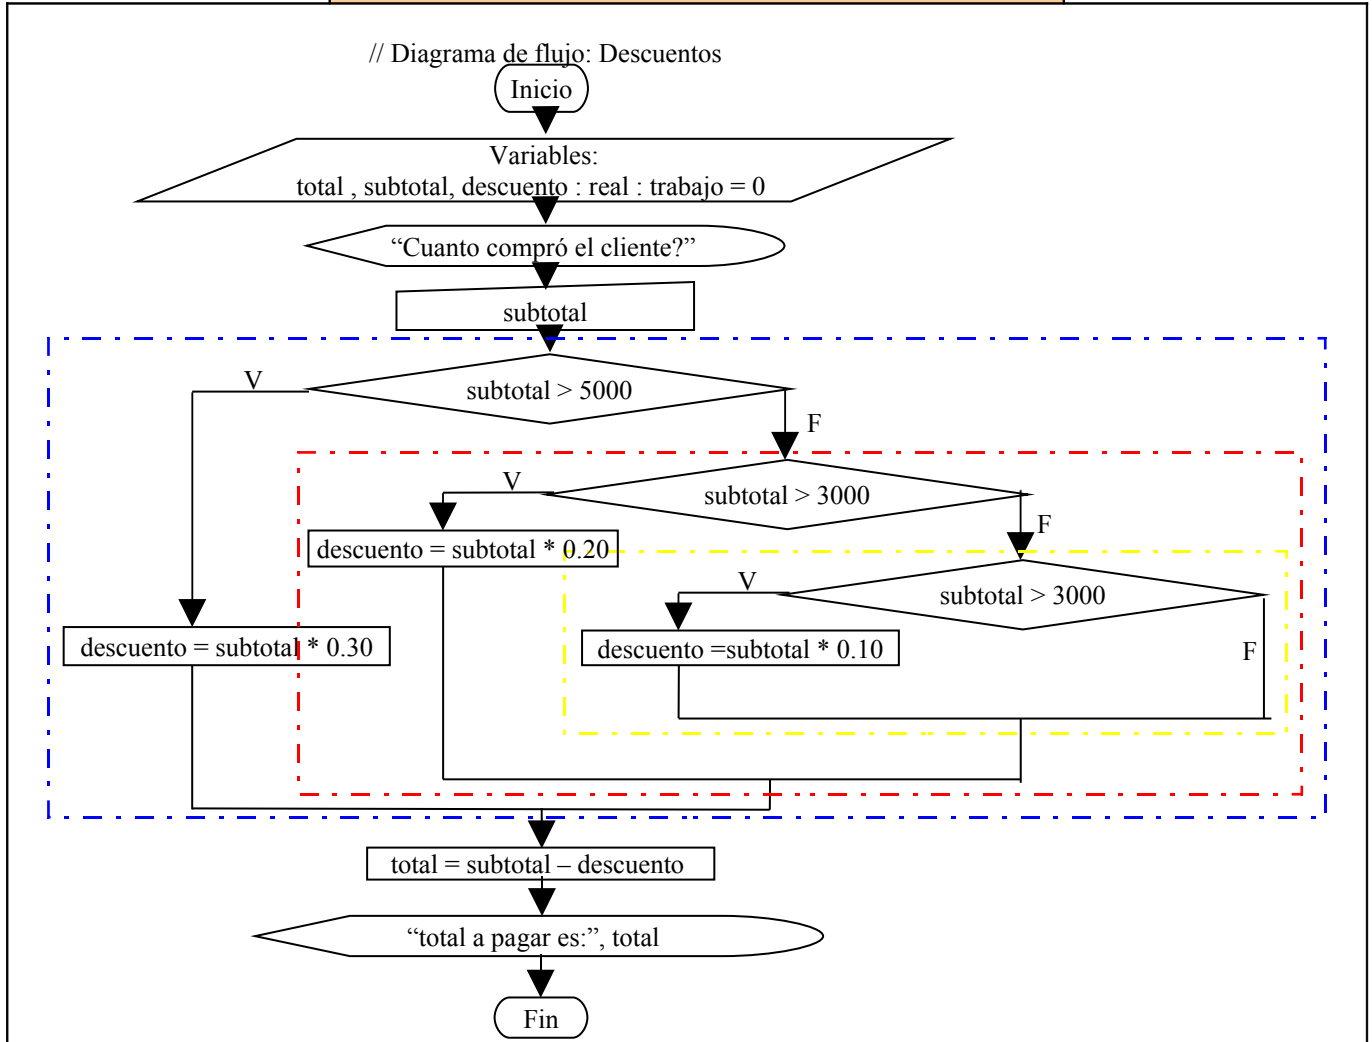 // Diagrama de flujo: Descuentos
Inicio
Variables:
total , subtotal, descuento : real : trabajo = 0
“Cuanto compró el cliente?”
subtotal
subtotal > 5000
V
F
subtotal > 3000
V
F
descuento = subtotal * 0.20
subtotal > 3000
V
F
descuento = subtotal * 0.30
descuento =subtotal * 0.10
total = subtotal – descuento
“total a pagar es:”, total
Fin